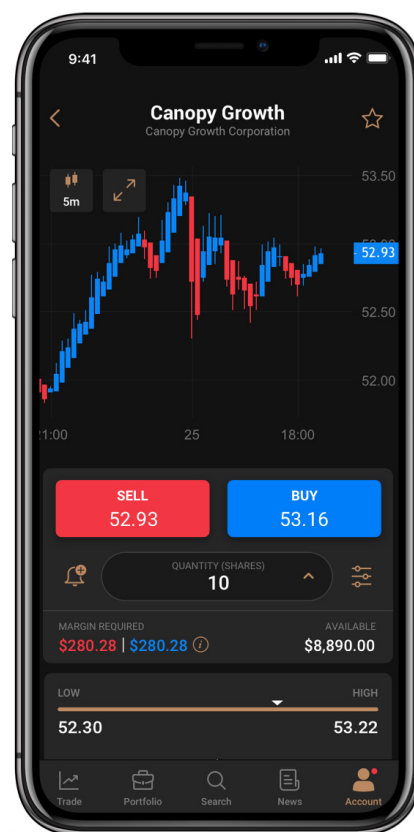 9:41
Canopy Growth
Canopy Growth Corporation
5m
53.50
52.93
52.50
52.00
25
18:00
SELL
52.93
BUY
53.16
QUANTITY (SHARES)
10
MARGIN REQUIRED
$280.28 | $280.28
AVAILABLE
$8,890.00
LOW
HIGH
52.30
53.22
Trade
Portfolio
Search
News
Account